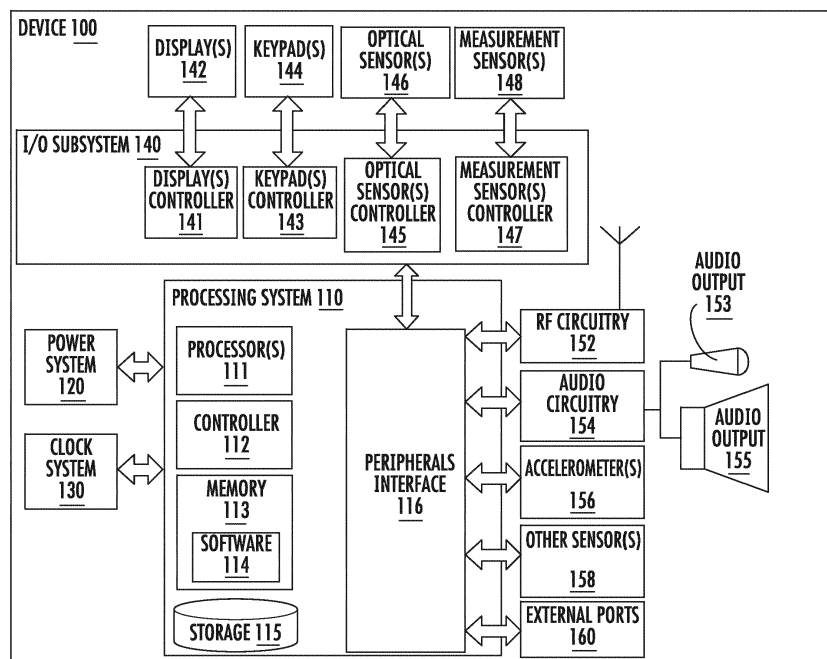 DEVICE 100
DISPLAY(S)
142
KEYPAD(S)
144
OPTICAL
SENSOR(S)
146
MEASUREMENT
SENSOR(S)
148
I/O SUBSYSTEM 140
DISPLAY(S)
CONTROLLER
141
KEYPAD(S)
CONTROLLER
143
OPTICAL
SENSOR(S)
CONTROLLER
145
MEASUREMENT
SENSOR(S)
CONTROLLER
147
PROCESSING SYSTEM 110
POWER
SYSTEM
120
CLOCK
SYSTEM
130
PROCESSOR(S)
111
CONTROLLER
112
MEMORY
113
SOFTWARE
114
STORAGE 115
PERIPHERALS
INTERFACE
116
RF CIRCUITRY
152
AUDIO
CIRCUITRY
154
ACCELEROMETER(S)
156
OTHER SENSOR(S)
158
EXTERNAL PORTS
160
AUDIO
OUTPUT
153
AUDIO
OUTPUT
155